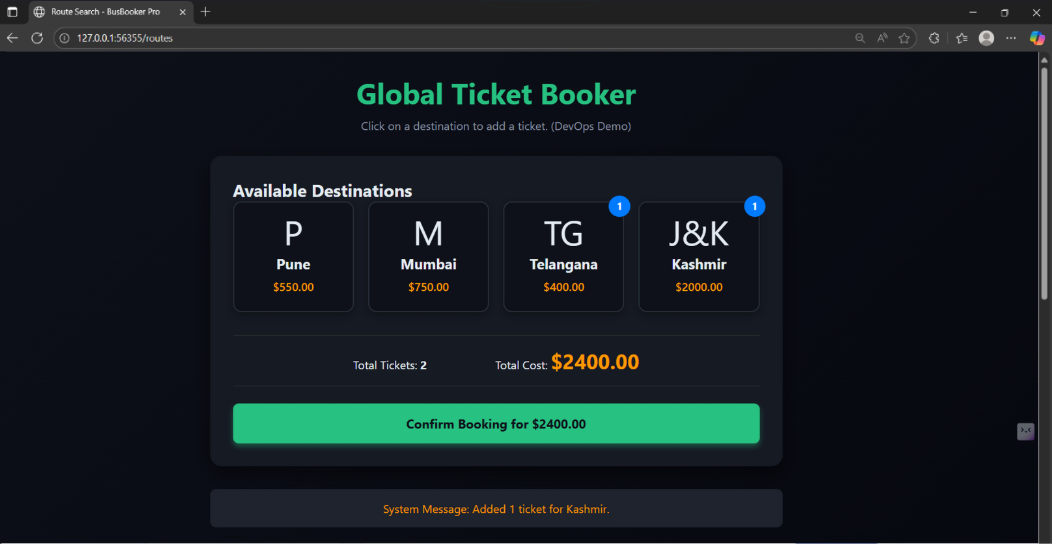 Route Search - BusBooker Pro
127.0.0.1:56355/routes
Global Ticket Booker
Click on a destination to add a ticket. (DevOps Demo)
Available Destinations
P
Pune
$550.00
M
Mumbai
$750.00
1
TG
Telangana
$400.00
1
J&K
Kashmir
$2000.00
Total Tickets: 2
Total Cost: $2400.00
Confirm Booking for $2400.00
System Message: Added 1 ticket for Kashmir.